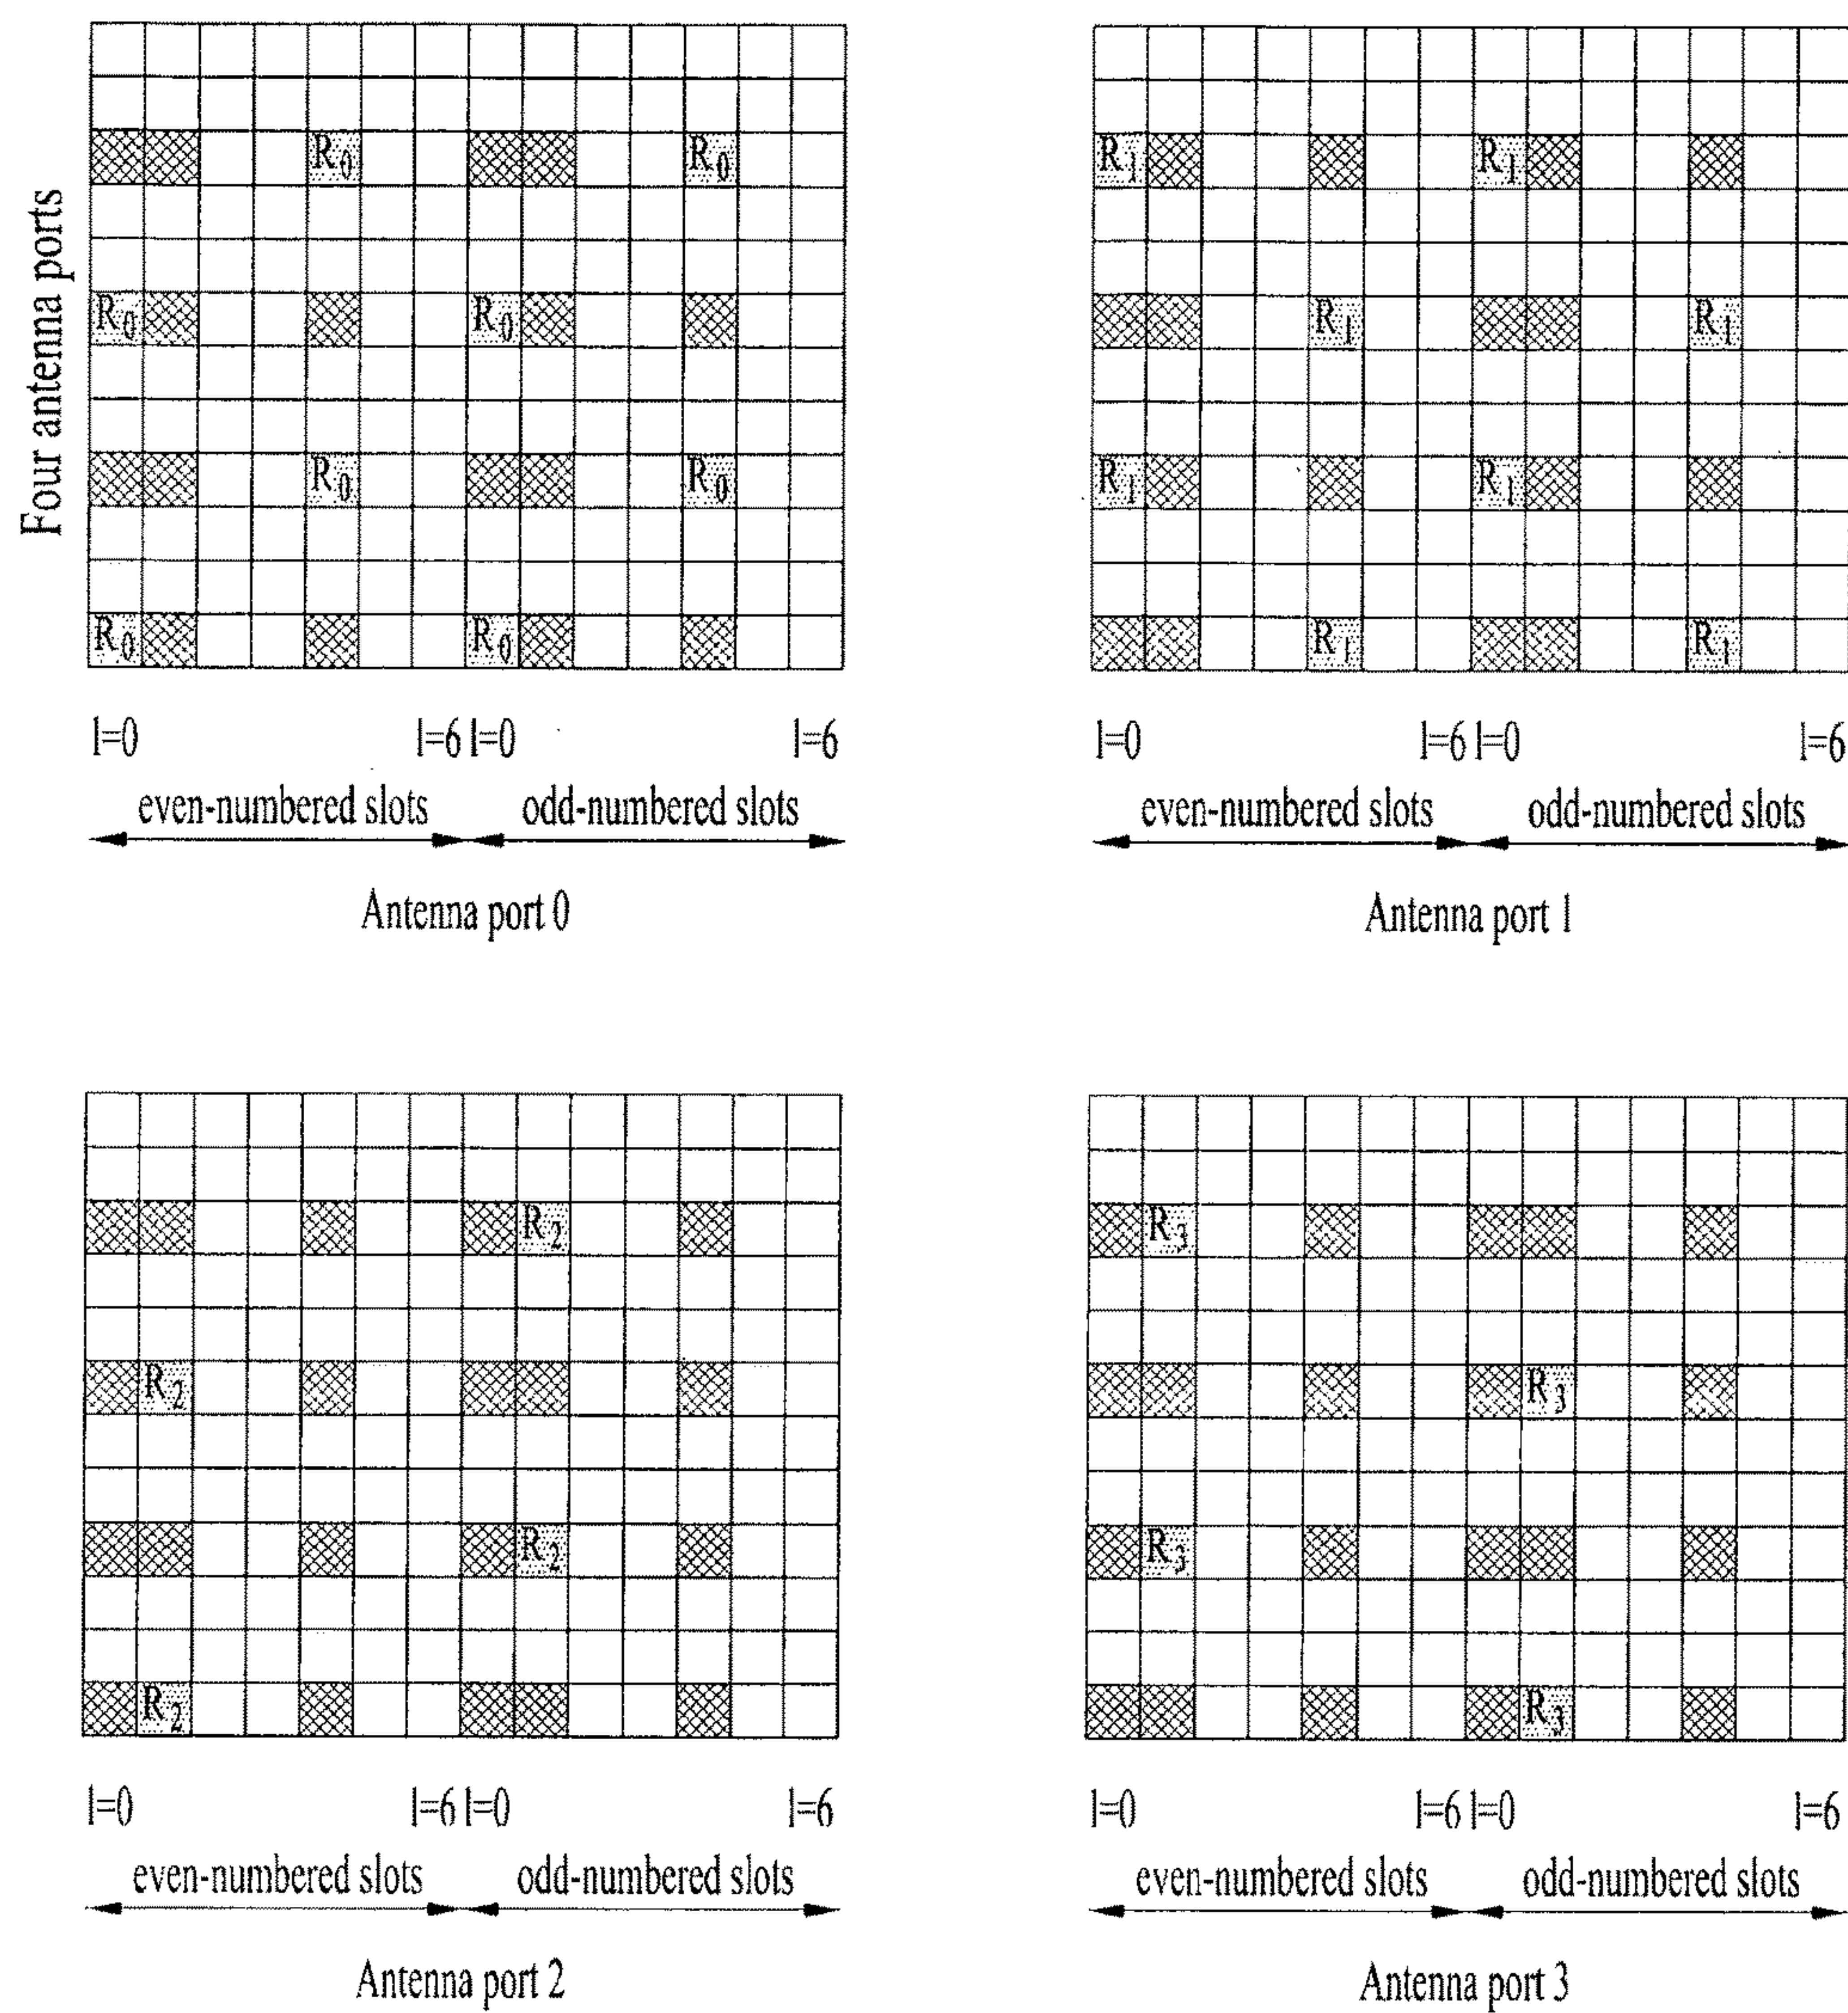 Four antenna ports
R0 R0
R0 R0
R0 R0
R0 R0
l=0 l=6 l=0 l=6
even-numbered slots odd-numbered slots
Antenna port 0
R1 R1
R1 R1
R1 R1
R1 R1
l=0 l=6 l=0 l=6
even-numbered slots odd-numbered slots
Antenna port 1
R2
R2
R2
R2
l=0 l=6 l=0 l=6
even-numbered slots odd-numbered slots
Antenna port 2
R3
R3
R3
R3
l=0 l=6 l=0 l=6
even-numbered slots odd-numbered slots
Antenna port 3